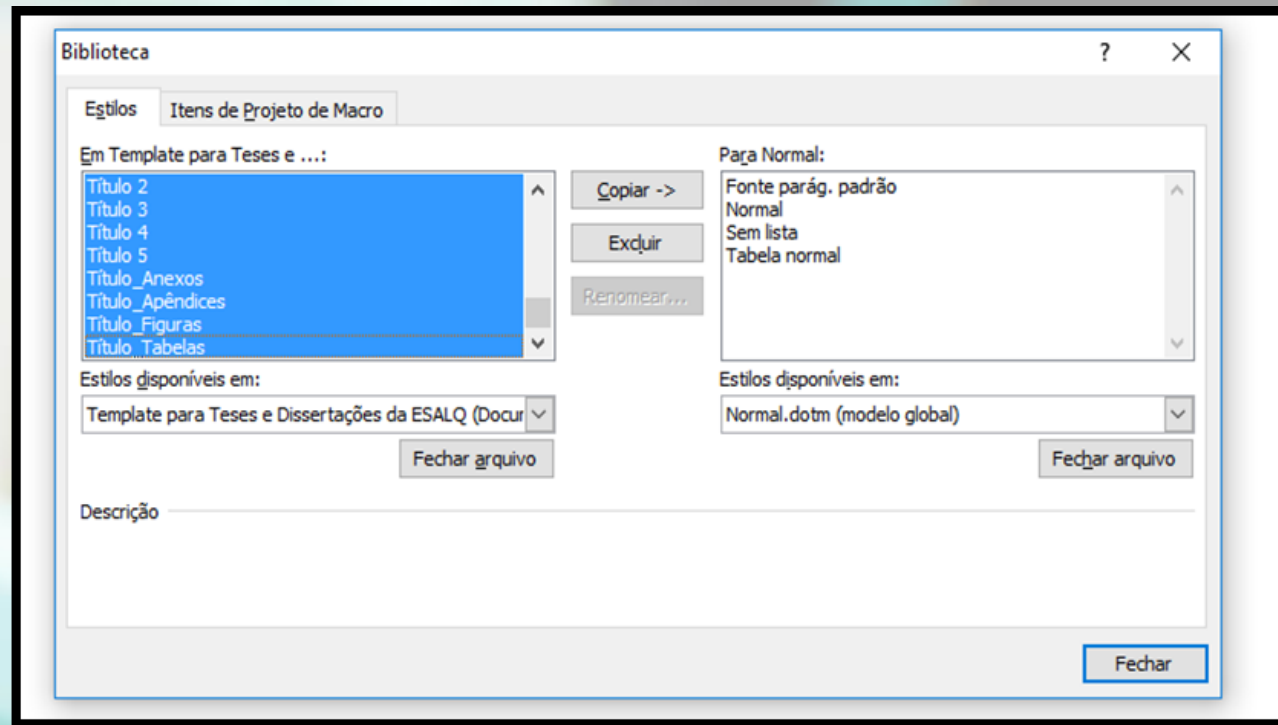 Biblioteca
?
Estilos
Itens de Projeto de Macro
Em Template para Teses e ...:
Título 2
Título 3
Título 4
Título 5
Título_Anexos
Título_Apêndices
Título_Figuras
Título_Tabelas
Estilos disponíveis em:
Template para Teses e Dissertações da ESALQ (Docur
Fechar arquivo
Copiar ->
Excluir
Renomear...
Para Normal:
Fonte parág. padrão
Normal
Sem lista
Tabela normal
Estilos disponíveis em:
Normal.dotm (modelo global)
Fechar arquivo
Descrição
Fechar